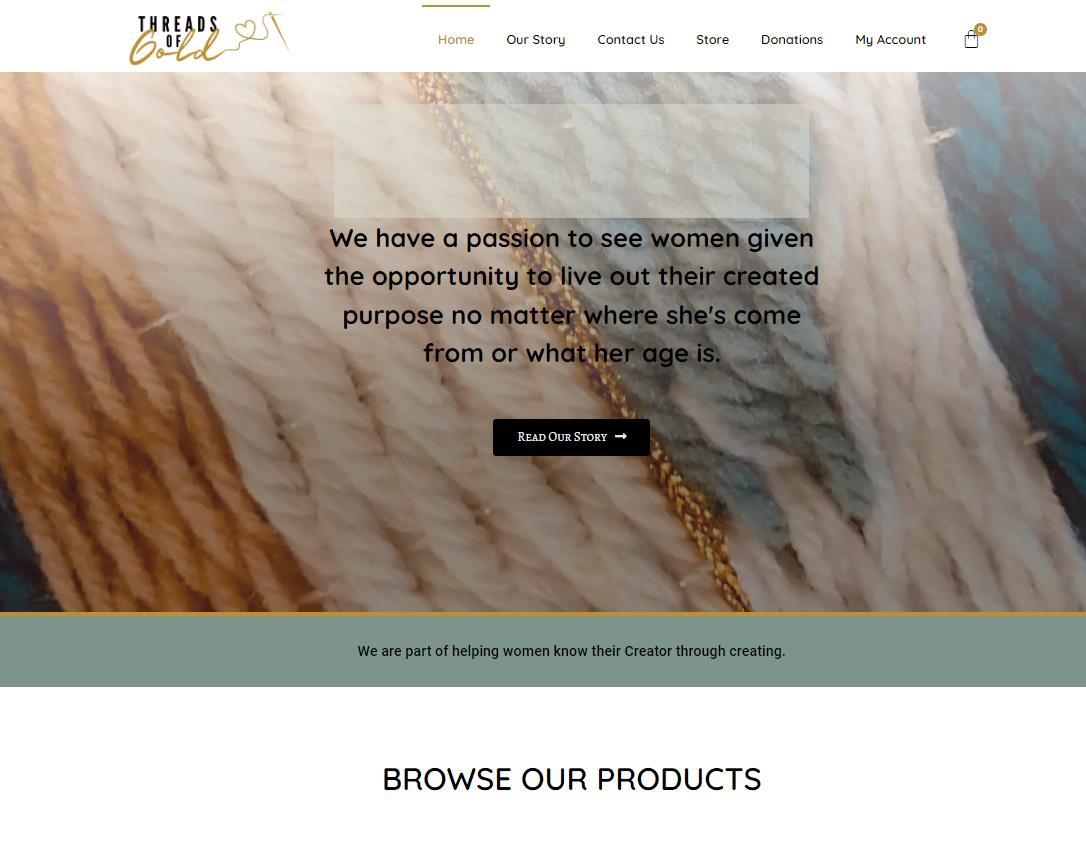 THREADS
OF
Gold
Home Our Story Contact Us Store Donations My Account 0
We have a passion to see women given
the opportunity to live out their created
purpose no matter where she's come
from or what her age is.
Read Our Story
We are part of helping women know their Creator through creating.
BROWSE OUR PRODUCTS